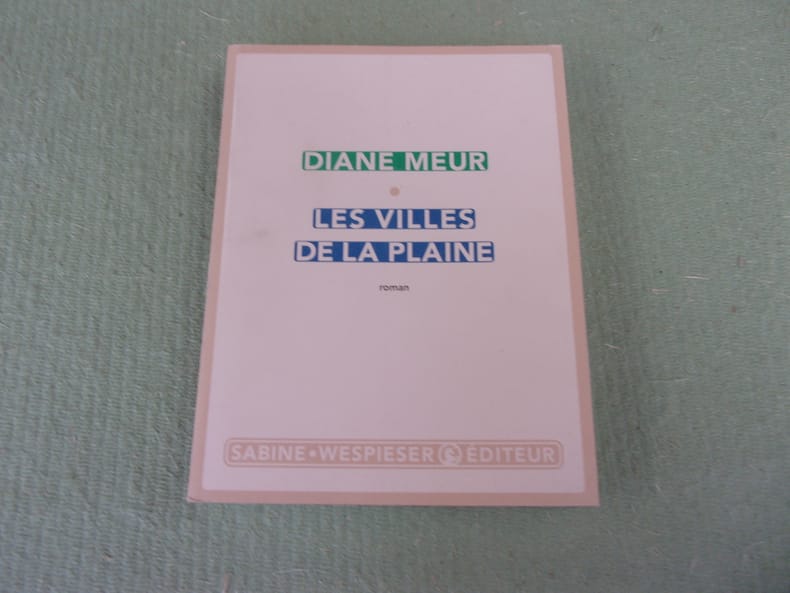 DIANE MEUR
LES VILLES
DE LA PLAINE
roman
SABINE • WESPIESER ÉDITEUR